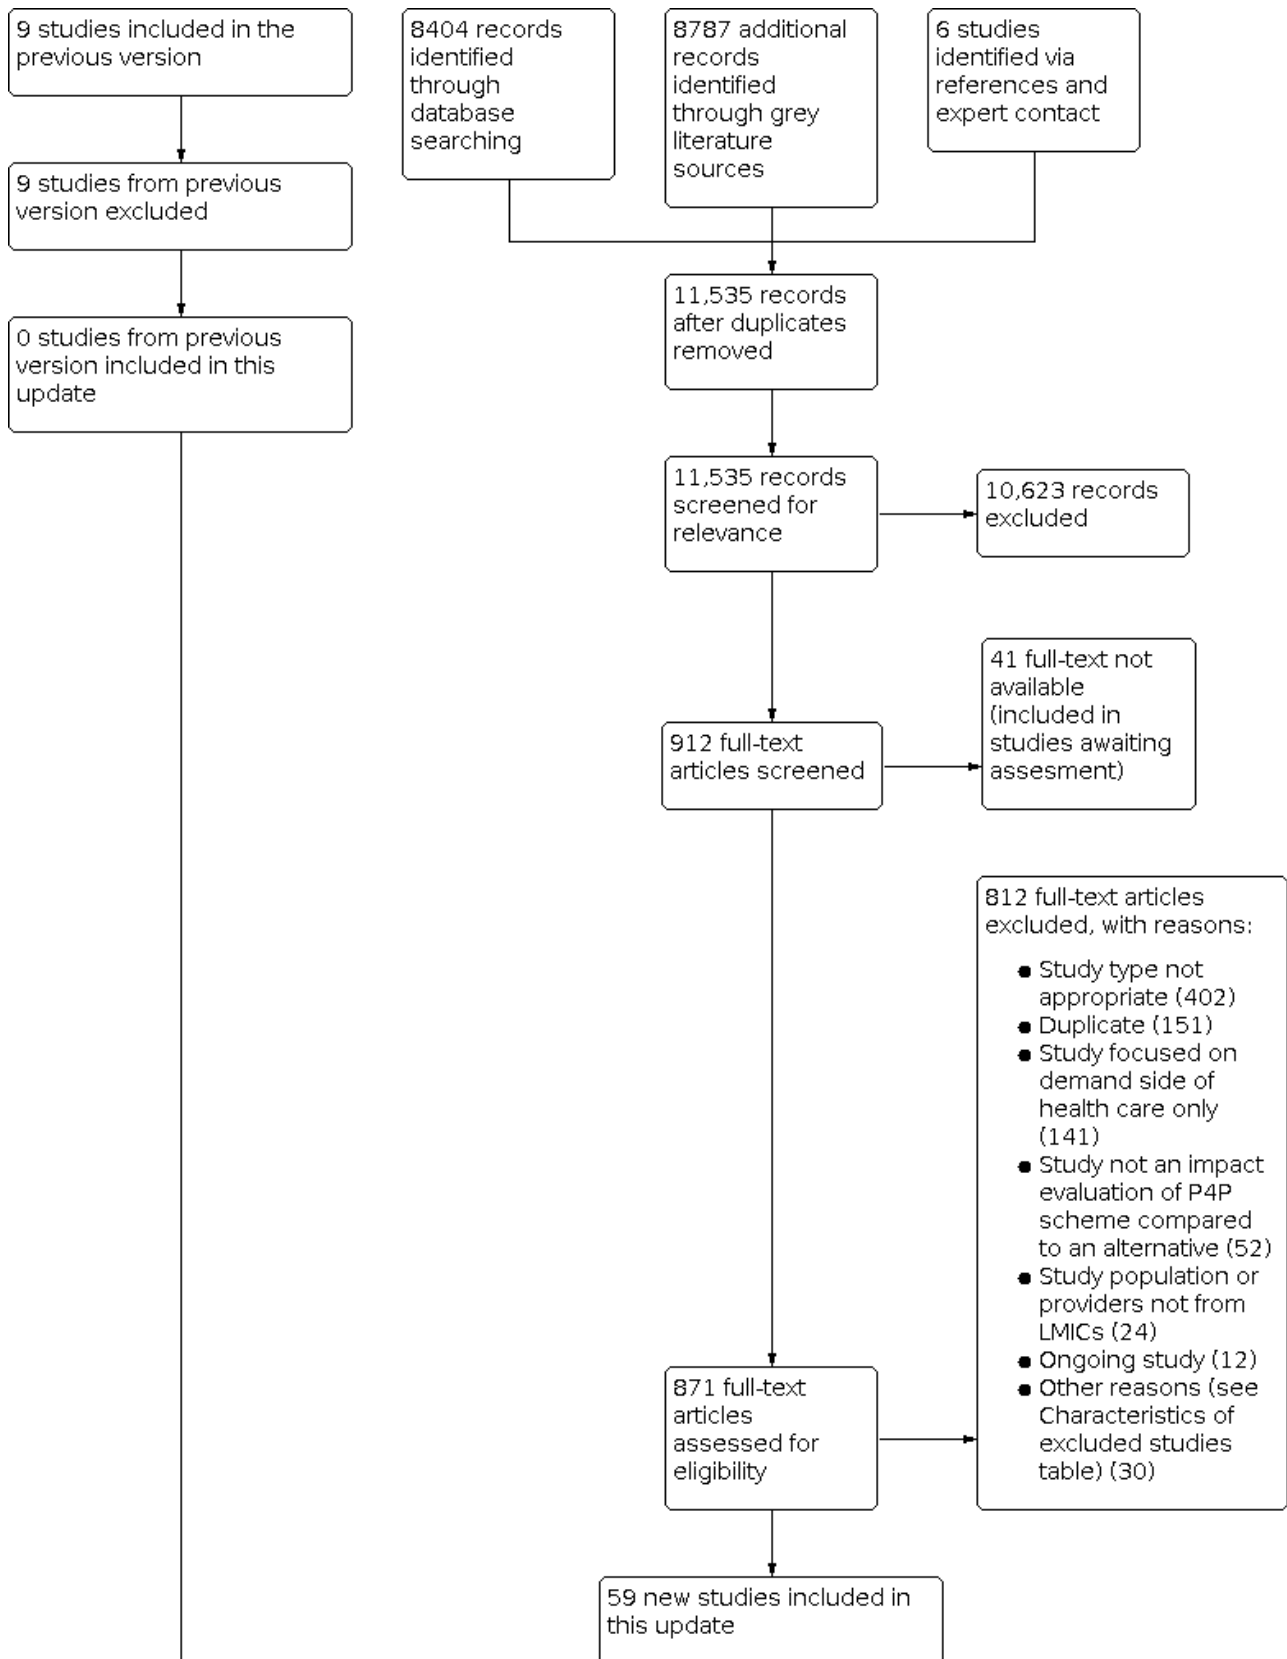 9 studies included in the
previous version
9 studies from previous
version excluded
0 studies from previous
version included in this
update
8404 records
identified
through
database
searching
8787 additional
records
identified
through grey
literature
sources
6 studies
identified via
references and
expert contact
11,535 records
after duplicates
removed
11,535 records
screened for
relevance
10,623 records
excluded
912 full-text
articles screened
41 full-text not
available
(included in
studies awaiting
assesment)
871 full-text
articles
assessed for
eligibility
812 full-text articles
excluded, with reasons:
● Study type not
appropriate (402)
● Duplicate (151)
● Study focused on
demand side of
health care only
(141)
● Study not an impact
evaluation of P4P
scheme compared
to an alternative (52)
● Study population or
providers not from
LMICs (24)
● Ongoing study (12)
● Other reasons (see
Characteristics of
excluded studies
table) (30)
59 new studies included in
this update